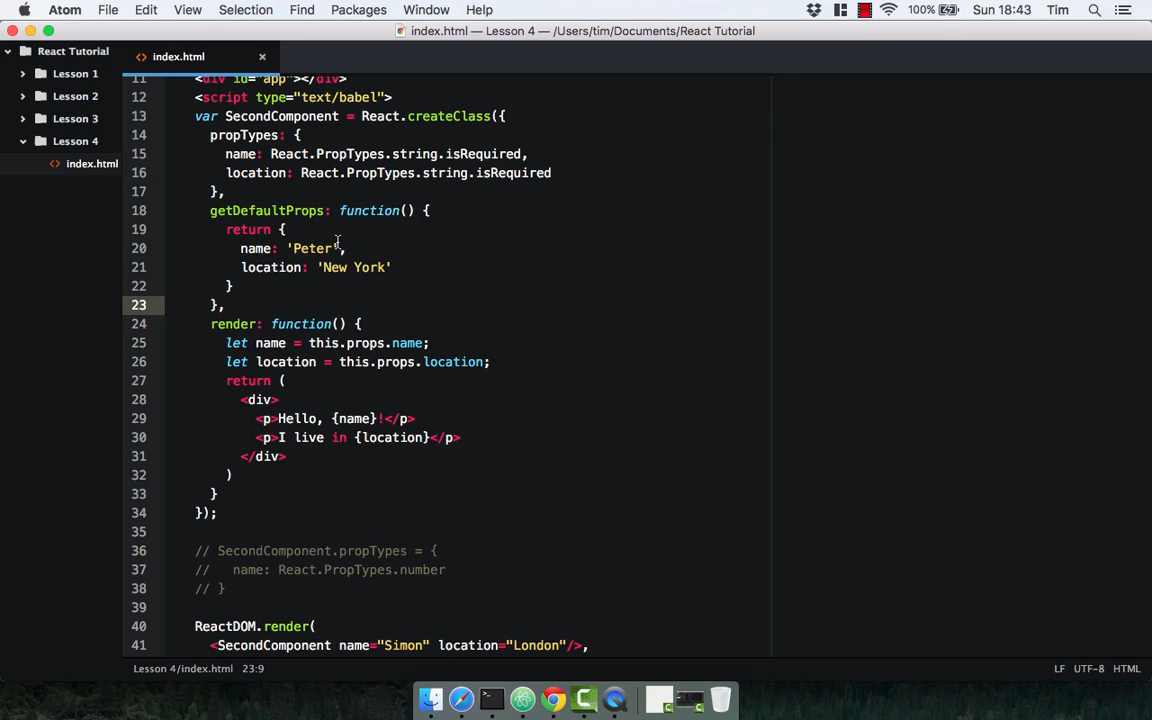 Atom File Edit View Selection Find Packages Window Help 100% Sun 18:43 Tim
index.html — Lesson 4 — /Users/tim/Documents/React Tutorial
React Tutorial
Lesson 1
Lesson 2
Lesson 3
Lesson 4
index.html
index.html
11 <div id="app"></div>
12 <script type="text/babel">
13 var SecondComponent = React.createClass({
14 propTypes: {
15 name: React.PropTypes.string.isRequired,
16 location: React.PropTypes.string.isRequired
17 },
18 getDefaultProps: function() {
19 return {
20 name: 'Peter',
21 location: 'New York'
22 }
23 },
24 render: function() {
25 let name = this.props.name;
26 let location = this.props.location;
27 return (
28 <div>
29 <p>Hello, {name}!</p>
30 <p>I live in {location}</p>
31 </div>
32 )
33 }
34 });
35
36 // SecondComponent.propTypes = {
37 // name: React.PropTypes.number
38 // }
39
40 ReactDOM.render(
41 <SecondComponent name="Simon" location="London"/>,
Lesson 4/index.html 23:9 LF UTF-8 HTML